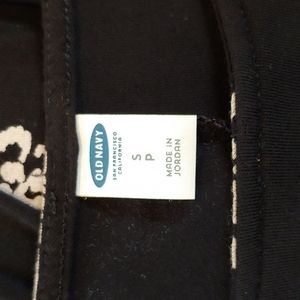 OLD NAVY
SAN FRANCISCO
CALIFORNIA
S
P
MADE IN
JORDAN